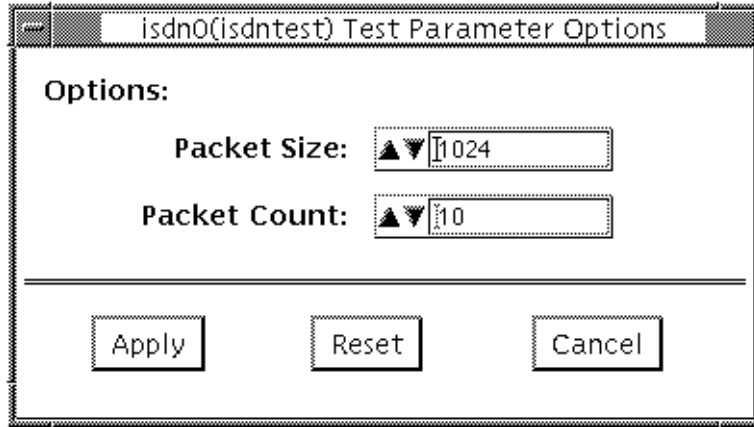 isdn0(isdntest) Test Parameter Options
Options:
Packet Size: 1024
Packet Count: 10
Apply Reset Cancel